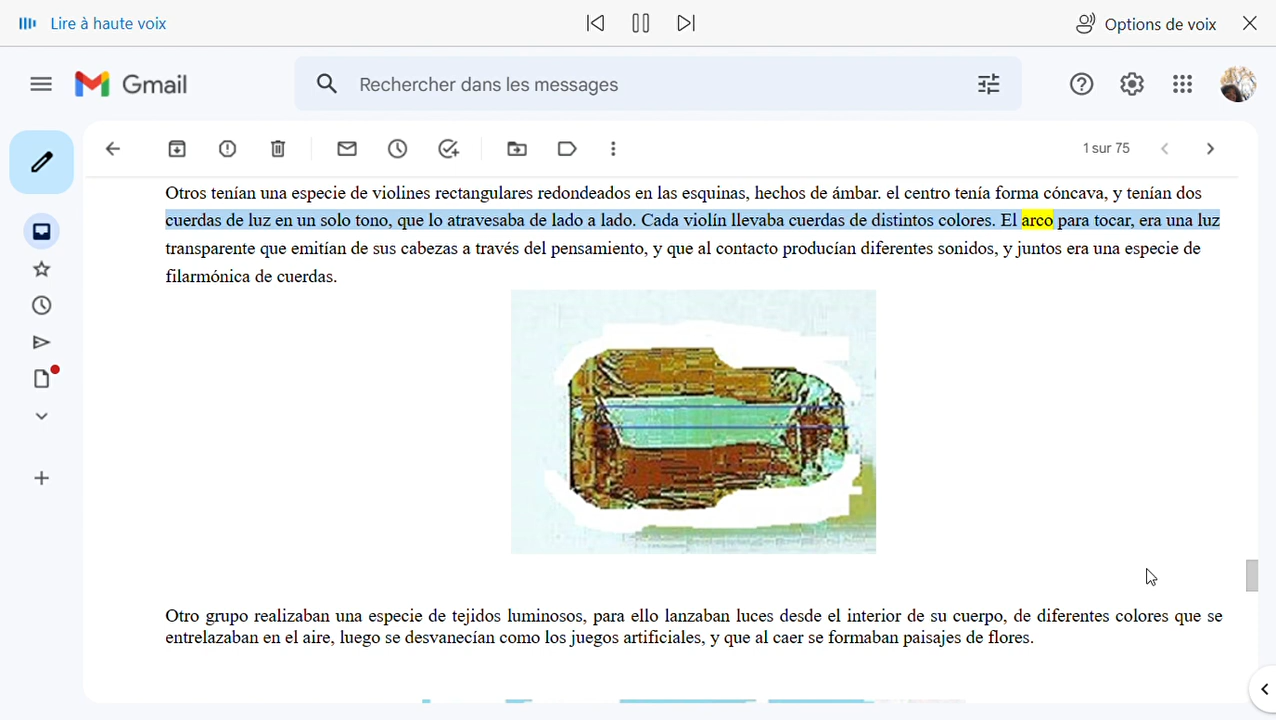 Lire à haute voix
Options de voix
Gmail
Rechercher dans les messages
1 sur 75
Otros tenían una especie de violines rectangulares redondeados en las esquinas, hechos de ámbar. el centro tenía forma cóncava, y tenían dos
cuerdas de luz en un solo tono, que lo atravesaba de lado a lado. Cada violín llevaba cuerdas de distintos colores. El arco para tocar, era una luz
transparente que emitían de sus cabezas a través del pensamiento, y que al contacto producían diferentes sonidos, y juntos era una especie de
filarmónica de cuerdas.
Otro grupo realizaban una especie de tejidos luminosos, para ello lanzaban luces desde el interior de su cuerpo, de diferentes colores que se
entrelazaban en el aire, luego se desvanecían como los juegos artificiales, y que al caer se formaban paisajes de flores.